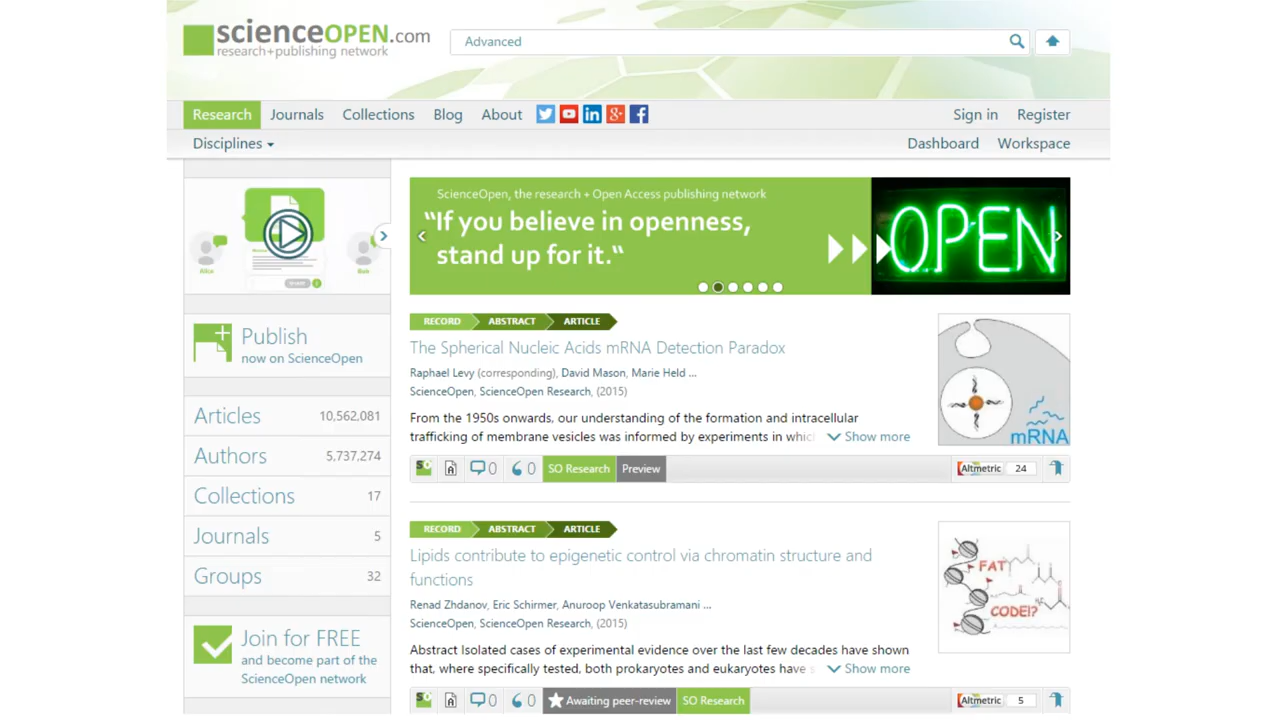 scienceOPEN.com
research+publishing network
Advanced
Research Journals Collections Blog About
Sign in Register
Disciplines
Dashboard Workspace
ScienceOpen, the research + Open Access publishing network
“If you believe in openness,
stand up for it.“
OPEN
Publish
now on ScienceOpen
Articles 10,562,081
Authors 5,737,274
Collections 17
Journals 5
Groups 32
Join for FREE
and become part of the
ScienceOpen network
RECORD ABSTRACT ARTICLE
The Spherical Nucleic Acids mRNA Detection Paradox
Raphael Levy (corresponding), David Mason, Marie Held ...
ScienceOpen, ScienceOpen Research, (2015)
From the 1950s onwards, our understanding of the formation and intracellular
trafficking of membrane vesicles was informed by experiments in which Show more
mRNA
SO 0 0 SO Research Preview
Altmetric 24
RECORD ABSTRACT ARTICLE
Lipids contribute to epigenetic control via chromatin structure and
functions
Renad Zhdanov, Eric Schirmer, Anuroop Venkatasubramani ...
ScienceOpen, ScienceOpen Research, (2015)
Abstract Isolated cases of experimental evidence over the last few decades have shown
that, where specifically tested, both prokaryotes and eukaryotes have Show more
FAT
CODE!?
SO 0 0 Awaiting peer-review SO Research
Altmetric 5